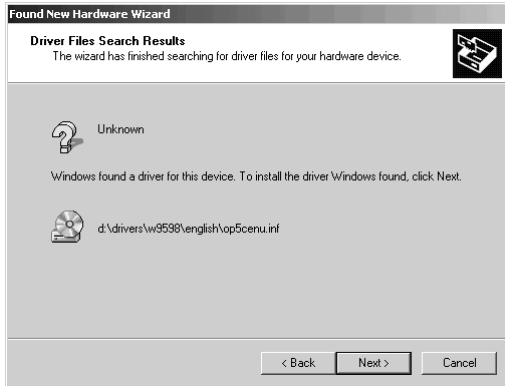 Found New Hardware Wizard
Driver Files Search Results
The wizard has finished searching for driver files for your hardware device.
Unknown
Windows found a driver for this device. To install the driver Windows found, click Next.
d:\drivers\w9598\english\op5cenu.inf
< Back Next > Cancel